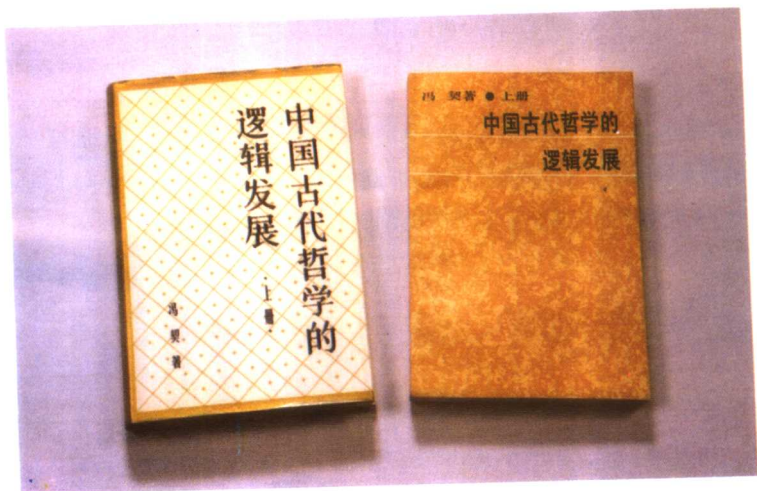 中国古代哲学的
逻辑发展
·上册·
冯契著
冯 契著 ● 上册
中国古代哲学的
逻辑发展